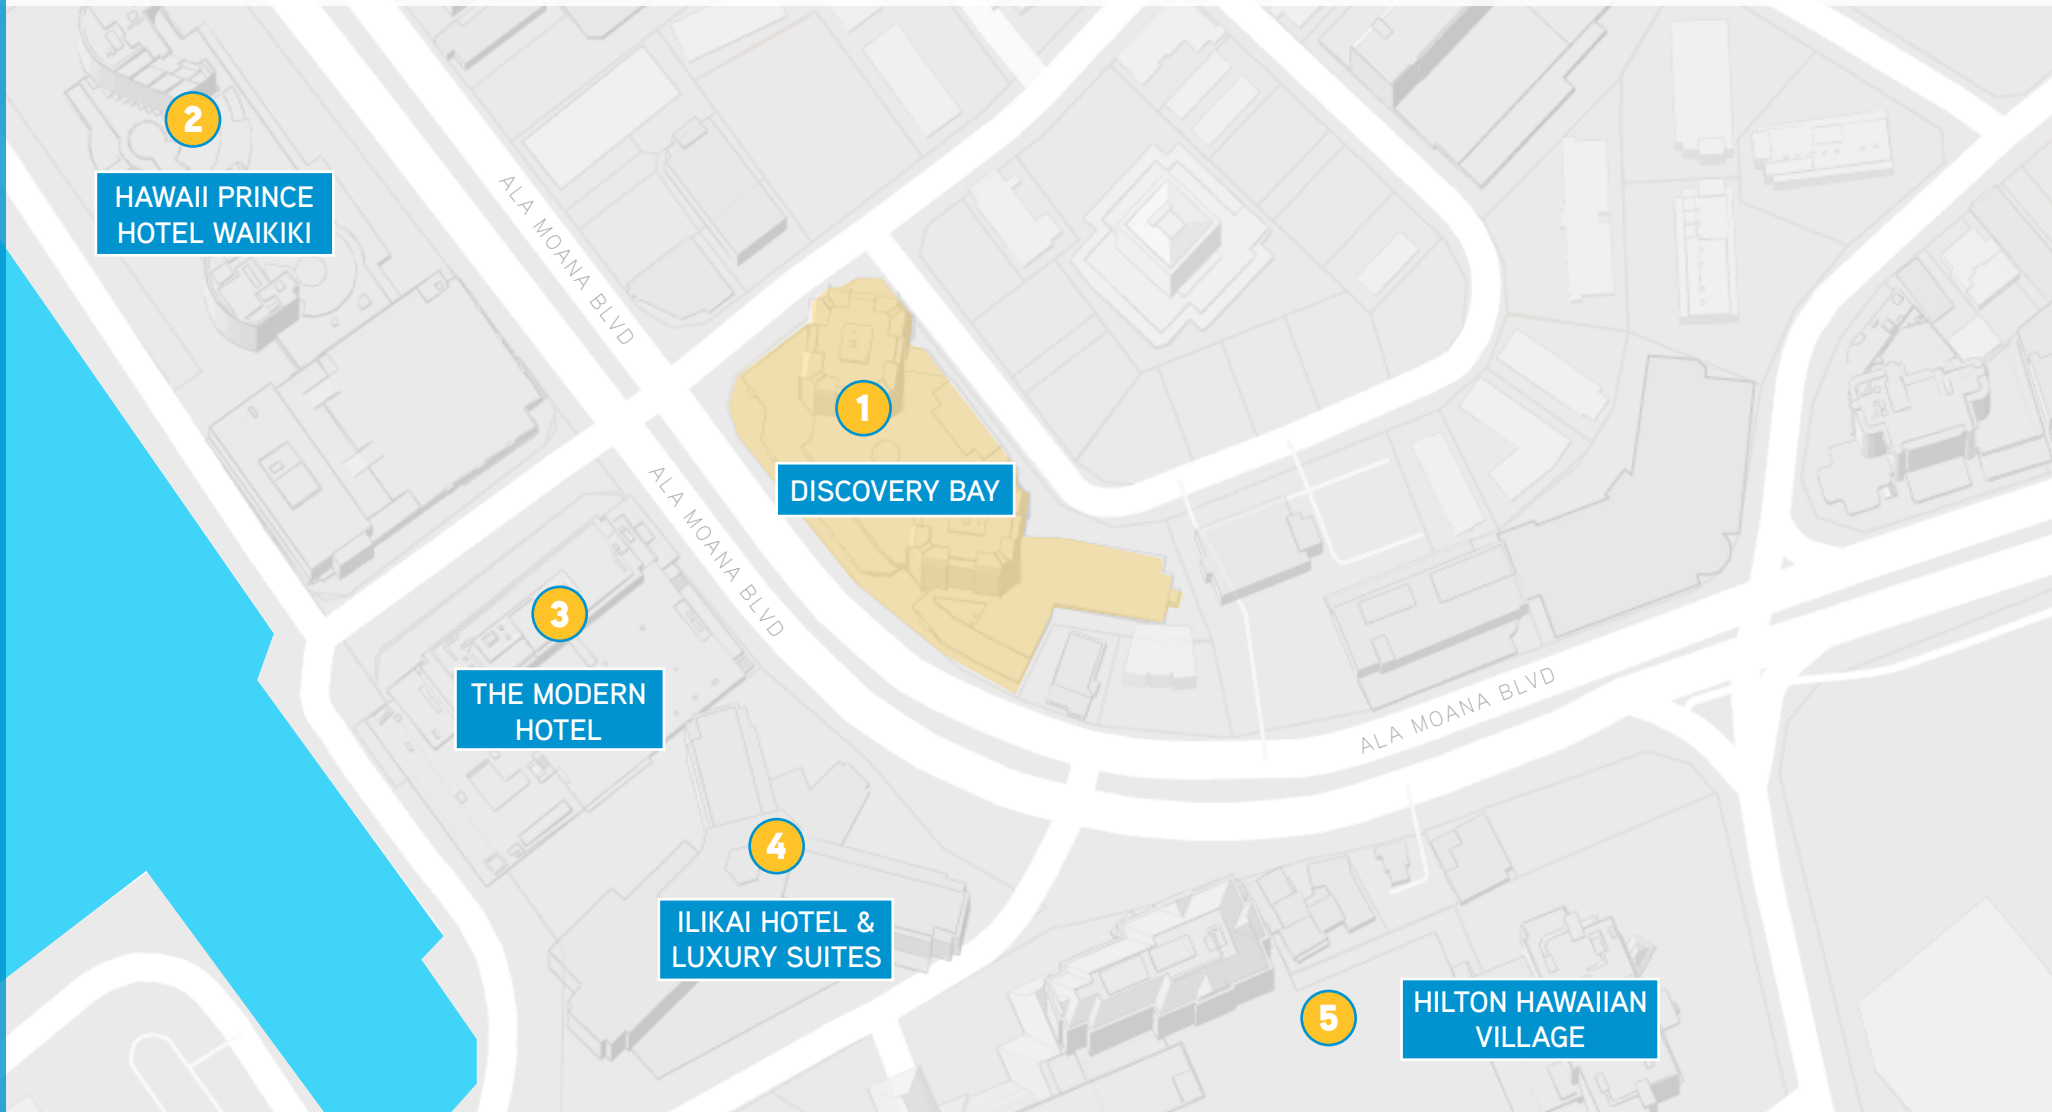 2
HAWAII PRINCE
HOTEL WAIKIKI
ALA MOANA BLVD
1
DISCOVERY BAY
ALA MOANA BLVD
3
THE MODERN
HOTEL
ALA MOANA BLVD
4
ILIKAI HOTEL &
LUXURY SUITES
5
HILTON HAWAIIAN
VILLAGE